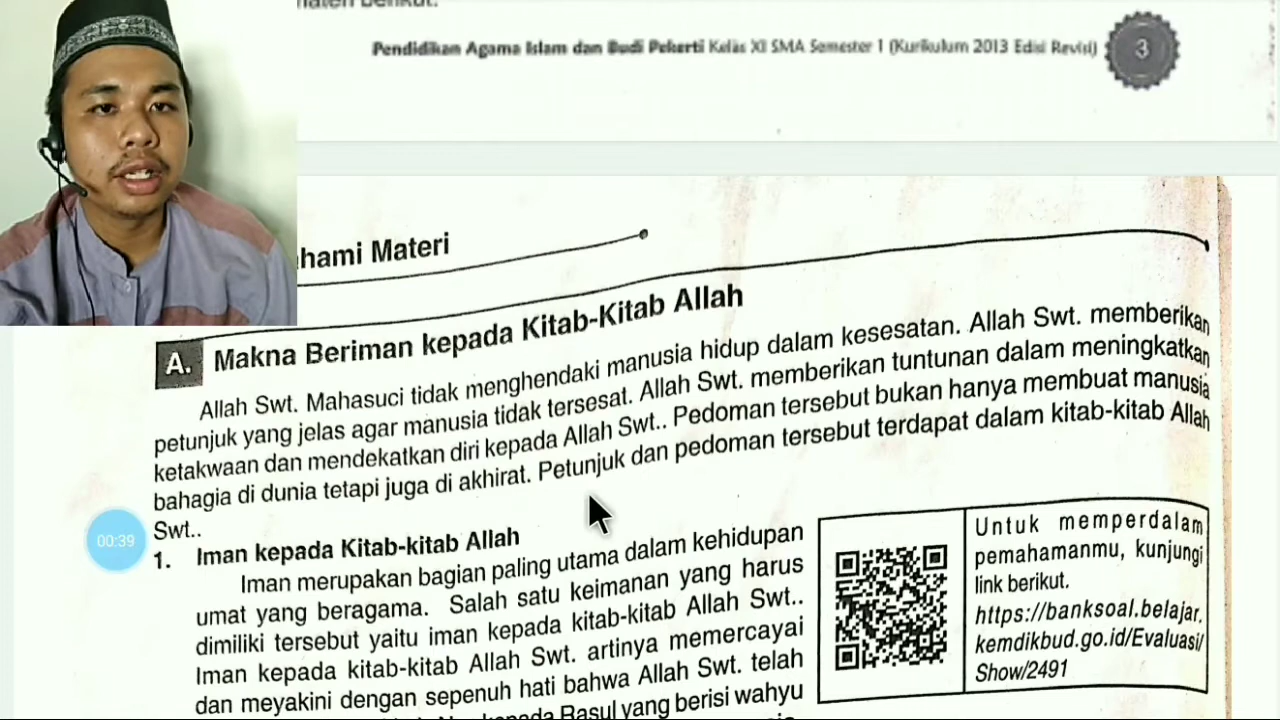 Pendidikan Agama Islam dan Budi Pekerti Kelas XI SMA Semester 1 (Kurikulum 2013 Edisi Revisi)
3
Materi
A. Makna Beriman kepada Kitab-Kitab Allah
Allah Swt. Mahasuci tidak menghendaki manusia hidup dalam kesesatan. Allah Swt. memberikan
petunjuk yang jelas agar manusia tidak tersesat. Allah Swt. memberikan tuntunan dalam meningkatkan
ketakwaan dan mendekatkan diri kepada Allah Swt.. Pedoman tersebut bukan hanya membuat manusia
bahagia di dunia tetapi juga di akhirat. Petunjuk dan pedoman tersebut terdapat dalam kitab-kitab Allah
Swt..
00:39
1. Iman kepada Kitab-kitab Allah
Iman merupakan bagian paling utama dalam kehidupan
umat yang beragama. Salah satu keimanan yang harus
dimiliki tersebut yaitu iman kepada kitab-kitab Allah Swt..
Iman kepada kitab-kitab Allah Swt. artinya memercayai
dan meyakini dengan sepenuh hati bahwa Allah Swt. telah
kepada Rasul yang berisi wahyu
Untuk memperdalam
pemahamanmu, kunjungi
link berikut.
https://banksoal.belajar.
kemdikbud.go.id/Evaluasi/
Show/2491